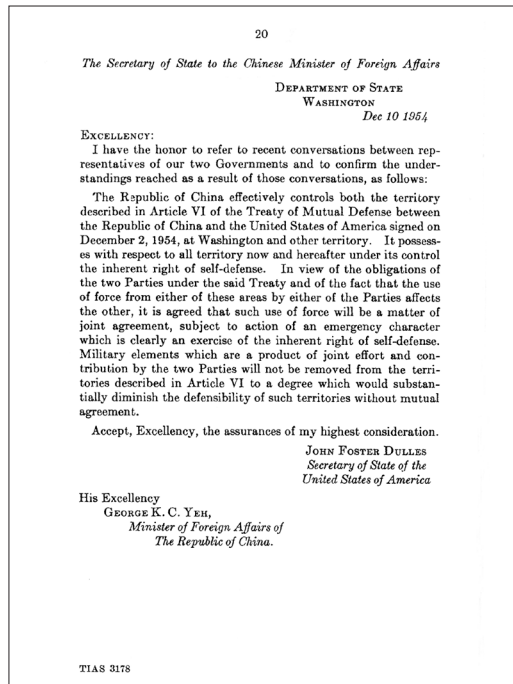 20
The Secretary of State to the Chinese Minister of Foreign Affairs
DEPARTMENT OF STATE
WASHINGTON
Dec 10 1954
EXCELLENCY:
I have the honor to refer to recent conversations between rep-
resentatives of our two Governments and to confirm the under-
standings reached as a result of those conversations, as follows:
The Republic of China effectively controls both the territory
described in Article VI of the Treaty of Mutual Defense between
the Republic of China and the United States of America signed on
December 2, 1954, at Washington and other territory. It possess-
es with respect to all territory now and hereafter under its control
the inherent right of self-defense. In view of the obligations of
the two Parties under the said Treaty and of the fact that the use
of force from either of these areas by either of the Parties affects
the other, it is agreed that such use of force will be a matter of
joint agreement, subject to action of an emergency character
which is clearly an exercise of the inherent right of self-defense.
Military elements which are a product of joint effort and con-
tribution by the two Parties will not be removed from the terri-
tories described in Article VI to a degree which would substan-
tially diminish the defensibility of such territories without mutual
agreement.
Accept, Excellency, the assurances of my highest consideration.
JOHN FOSTER DULLES
Secretary of State of the
United States of America
His Excellency
GEORGE K. C. YEH,
Minister of Foreign Affairs of
The Republic of China.
TIAS 3178